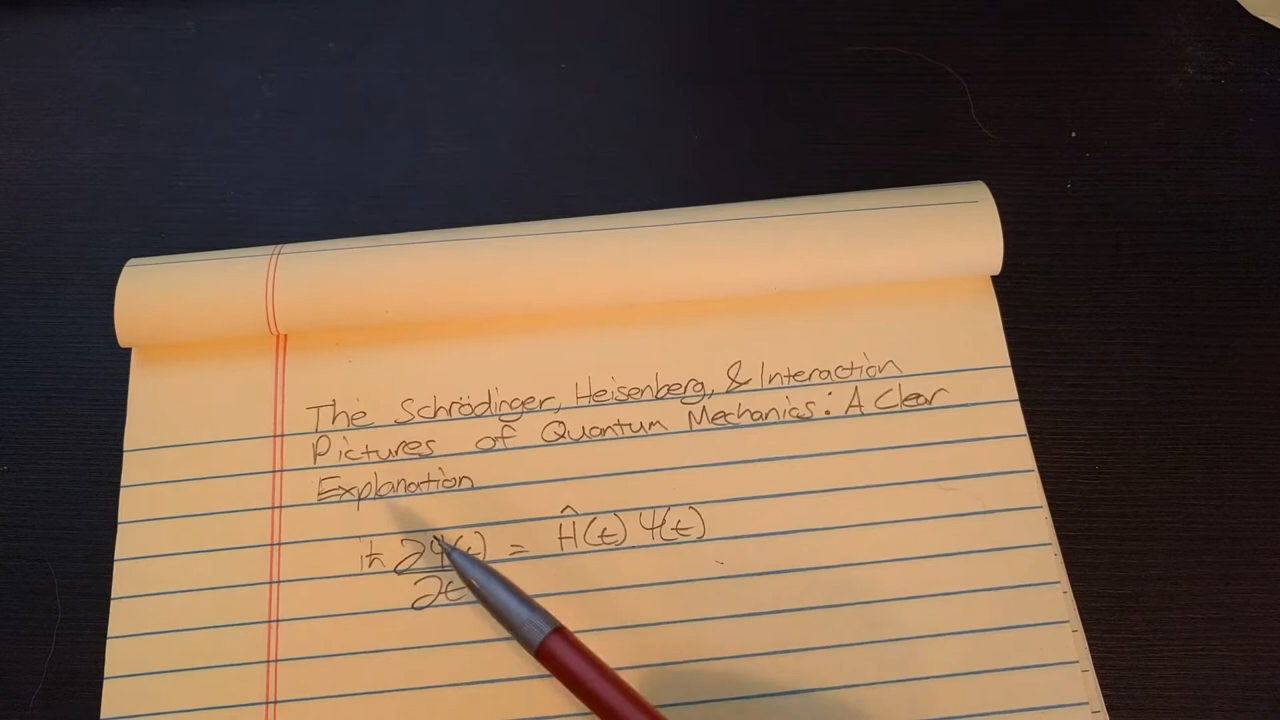 The Schrödinger, Heisenberg, & Interaction
Pictures of Quantum Mechanics: A Clear
Explanation
iħ ∂Ψ(t)/∂t = Ĥ(t) Ψ(t)